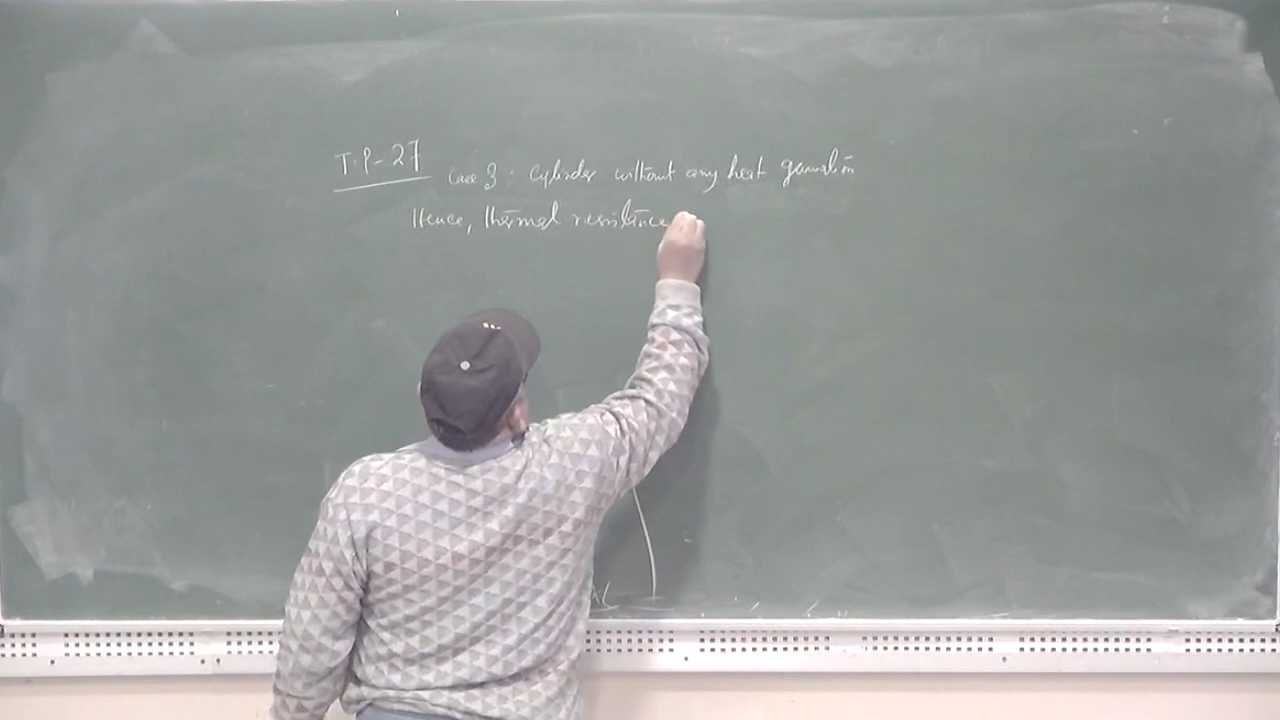 T.P-27 case 3: Cylinder without any heat generation
Hence, thermal resistance